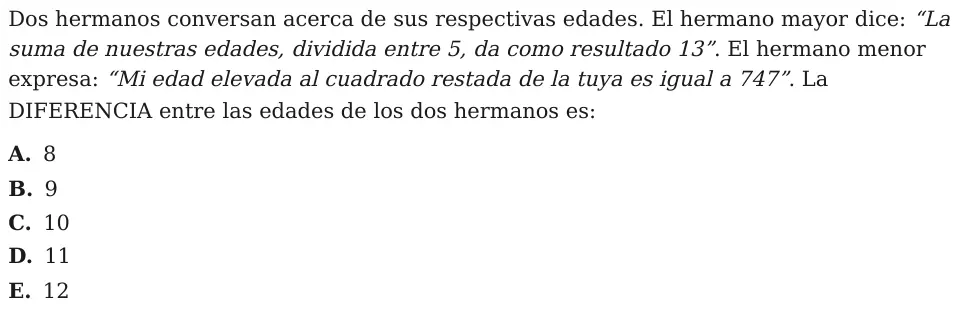 Dos hermanos conversan acerca de sus respectivas edades. El hermano mayor dice: “La
suma de nuestras edades, dividida entre 5, da como resultado 13”. El hermano menor
expresa: “Mi edad elevada al cuadrado restada de la tuya es igual a 747”. La
DIFERENCIA entre las edades de los dos hermanos es:
A. 8
B. 9
C. 10
D. 11
E. 12